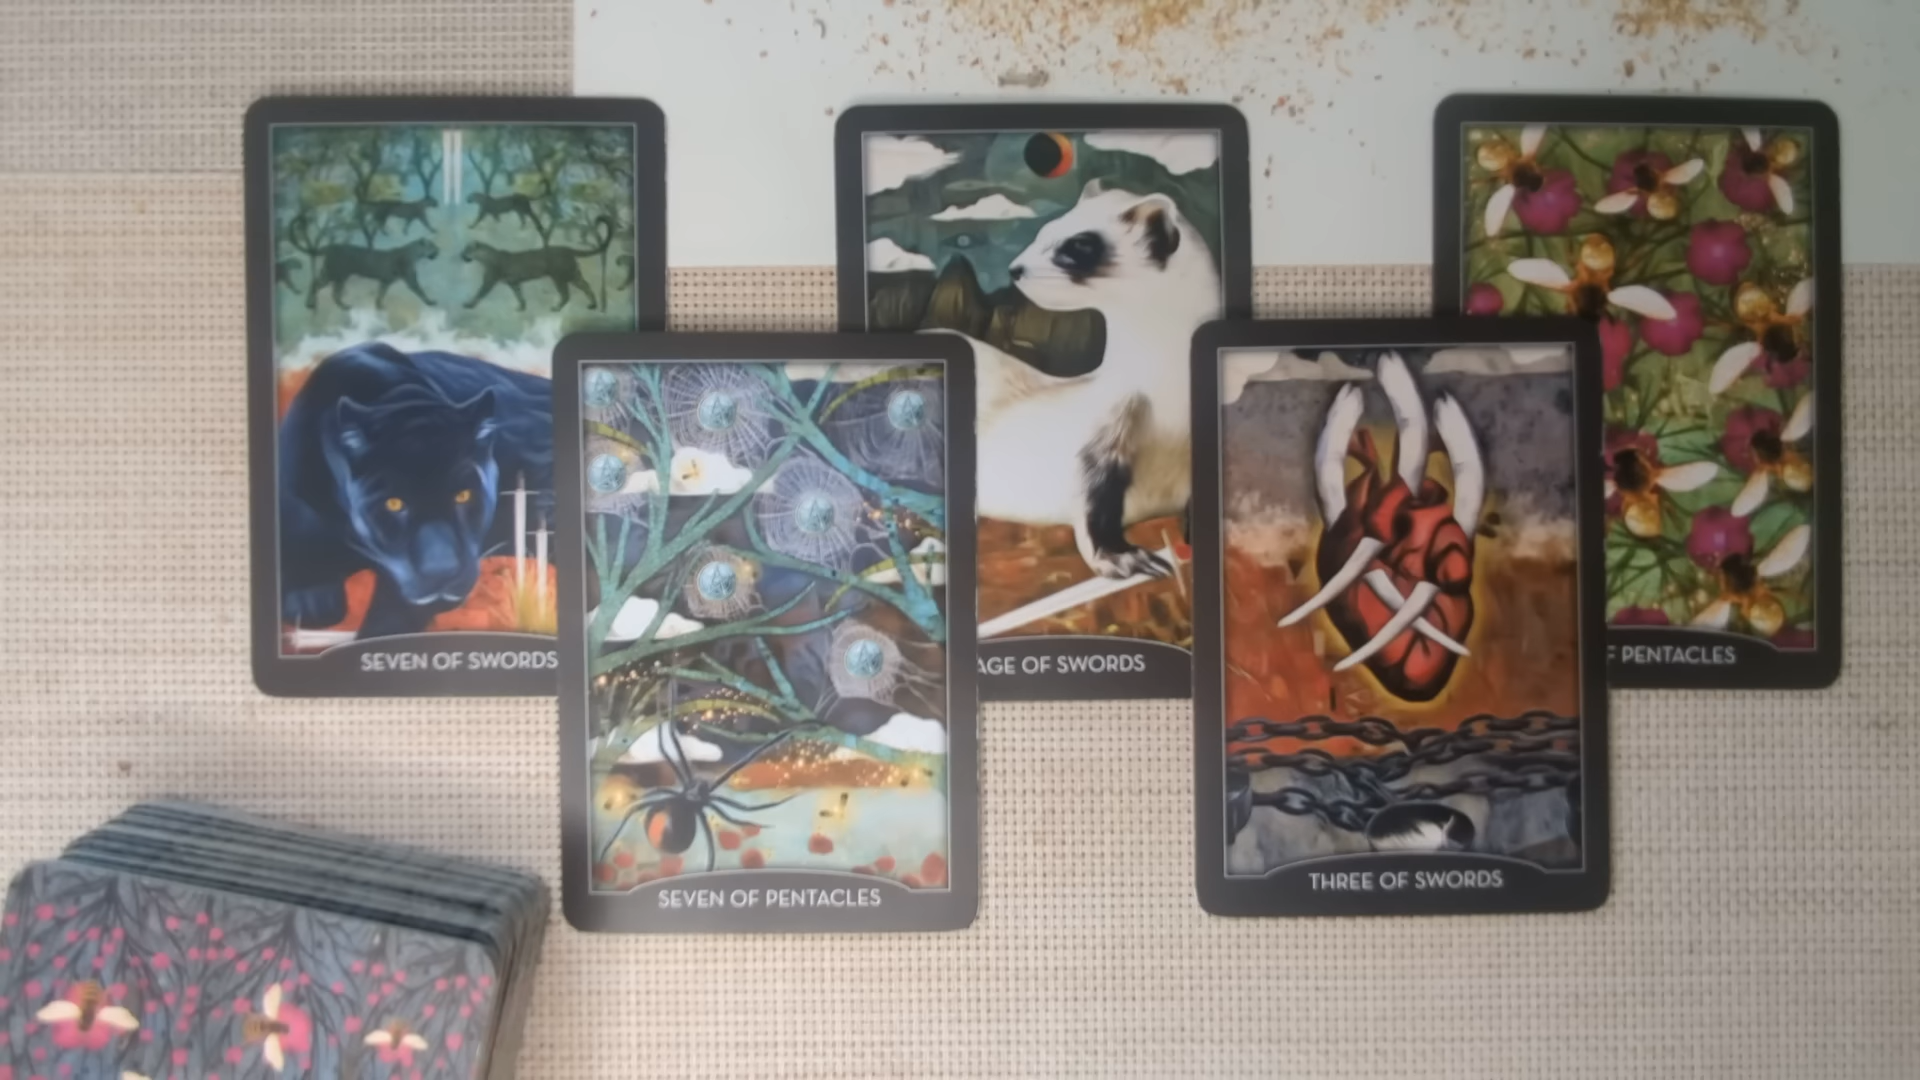 SEVEN OF SWORDS
AGE OF SWORDS
PENTACLES
SEVEN OF PENTACLES
THREE OF SWORDS